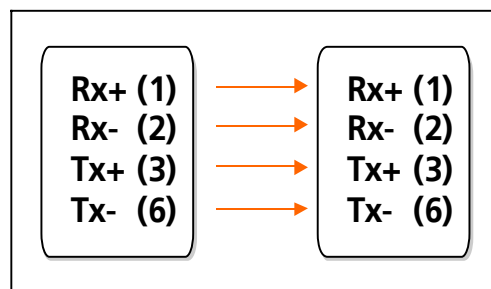 Rx+ (1) Rx+ (1)
Rx- (2) Rx- (2)
Tx+ (3) Tx+ (3)
Tx- (6) Tx- (6)